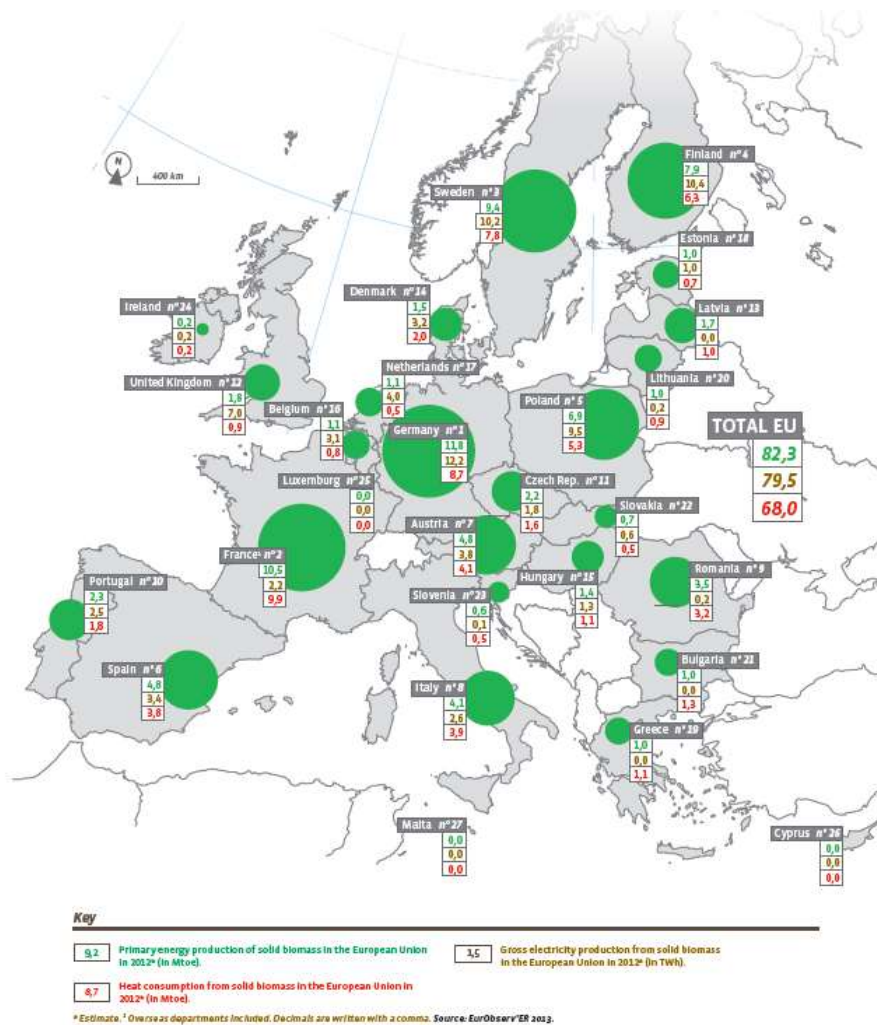 N
400 km
Finland n°4
7,9
10,4
6,3
Sweden n°3
9,4
10,2
7,8
Estonia n°18
1,0
1,0
0,7
Denmark n°14
1,5
3,2
2,0
Ireland n°24
0,2
0,2
0,2
Latvia n°13
1,7
0,0
1,0
Netherlands n°17
1,1
4,0
0,5
United Kingdom n°12
1,8
7,0
0,9
Lithuania n°20
1,0
0,2
0,9
Belgium n°16
1,1
3,1
0,8
Poland n°5
6,9
9,5
5,3
Germany n°1
11,8
12,2
8,7
TOTAL EU
82,3
79,5
68,0
Luxemburg n°25
0,0
0,0
0,0
Czech Rep. n°11
2,2
1,8
1,6
Slovakia n°22
0,7
0,6
0,5
Austria n°7
4,8
3,8
4,1
France¹ n°2
10,5
2,2
9,9
Romania n°9
3,5
0,2
3,2
Hungary n°15
1,4
1,3
1,1
Portugal n°10
2,3
2,5
1,8
Slovenia n°23
0,6
0,1
0,5
Bulgaria n°21
1,0
0,0
1,3
Spain n°6
4,8
3,4
3,8
Italy n°8
4,1
2,6
3,9
Greece n°19
1,0
0,0
1,1
Malta n°27
0,0
0,0
0,0
Cyprus n°26
0,0
0,0
0,0
Key
9,2 Primary energy production of solid biomass in the European Union
in 2012* (in Mtoe).
3,5 Gross electricity production from solid biomass
in the European Union in 2012* (in TWh).
8,7 Heat consumption from solid biomass in the European Union in
2012* (in Mtoe).
* Estimate. ¹ Overseas departments included. Decimals are written with a comma. Source: EurObserv'ER 2013.